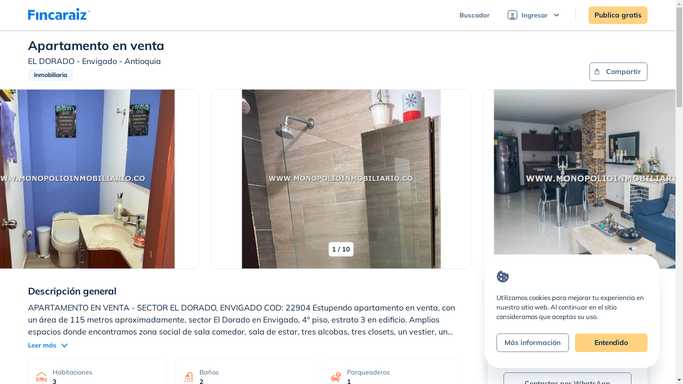 Fincaraiz
Buscador
Ingresar
Publica gratis
Apartamento en venta
EL DORADO - Envigado - Antioquia
Inmobiliaria
Compartir
WWW.MONOPOLIOINMOBILIARIO.CO
WWW.MONOPOLIOINMOBILIARIO.CO
WWW.MONOPOLIOINMOBILIARIO
1 / 10
Descripción general
APARTAMENTO EN VENTA - SECTOR EL DORADO, ENVIGADO COD: 22904 Estupendo apartamento en venta, con
un área de 115 metros aproximadamente, sector El Dorado en Envigado, 4° piso, estrato 3 en edificio. Amplios
espacios donde encontramos zona social de sala comedor, sala de estar, tres alcobas, tres closets, un vestier, un...
Leer más
Habitaciones
3
Baños
2
Parqueaderos
1
Utilizamos cookies para mejorar tu experiencia en
nuestro sitio web. Al continuar en el sitio
consideramos que aceptas su uso.
Más información
Entendido
Contactar por WhatsApp